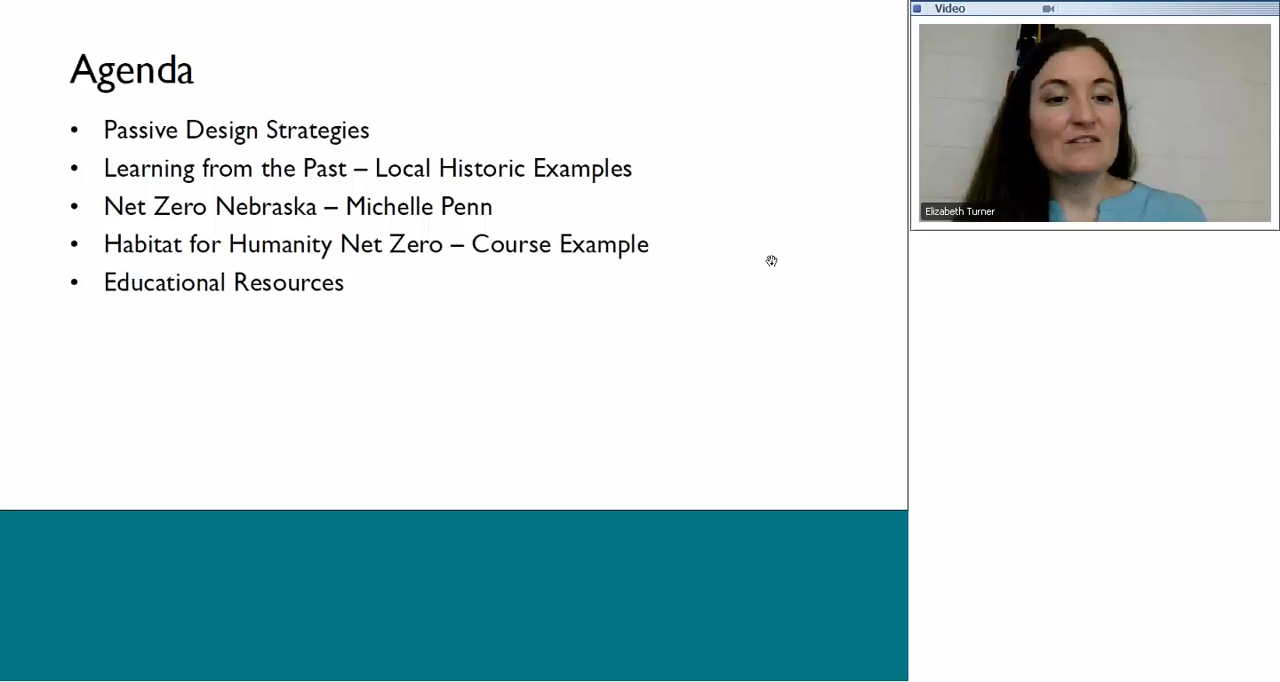 Agenda
• Passive Design Strategies
• Learning from the Past – Local Historic Examples
• Net Zero Nebraska – Michelle Penn
• Habitat for Humanity Net Zero – Course Example
• Educational Resources
Video
Elizabeth Turner